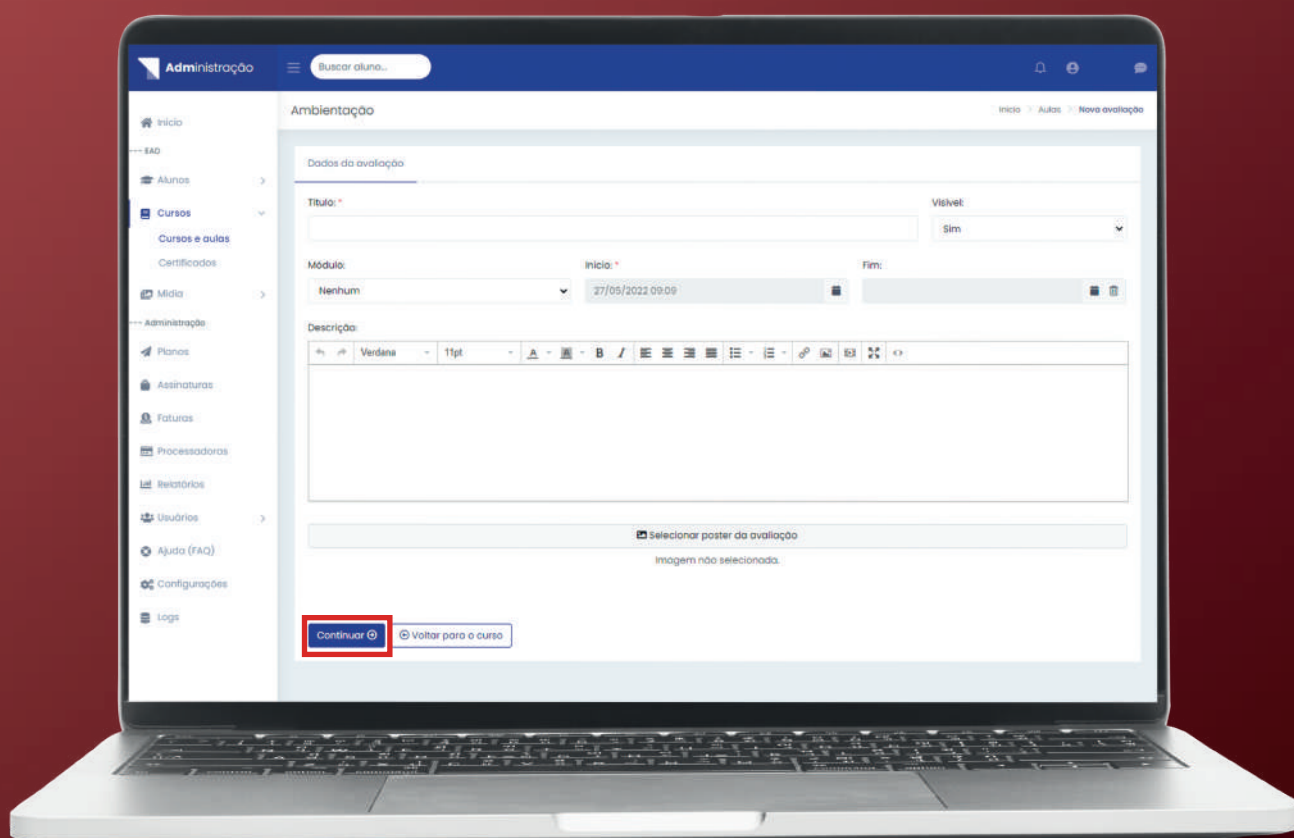 Administração
Buscar aluno...
Ambientação
Início > Aulas > Nova avaliação
Início
--- EAD
Alunos
Cursos
Cursos e aulas
Certificados
Mídia
--- Administração
Planos
Assinaturas
Faturas
Processadoras
Relatórios
Usuários
Ajuda (FAQ)
Configurações
Logs
Dados da avaliação
Título: *
Visível:
Sim
Módulo:
Início: *
Fim:
Nenhum
27/05/2022 09:09
Descrição:
Verdana
11pt
A
A
B
I
Selecionar poster da avaliação
Imagem não selecionada.
Continuar
Voltar para o curso